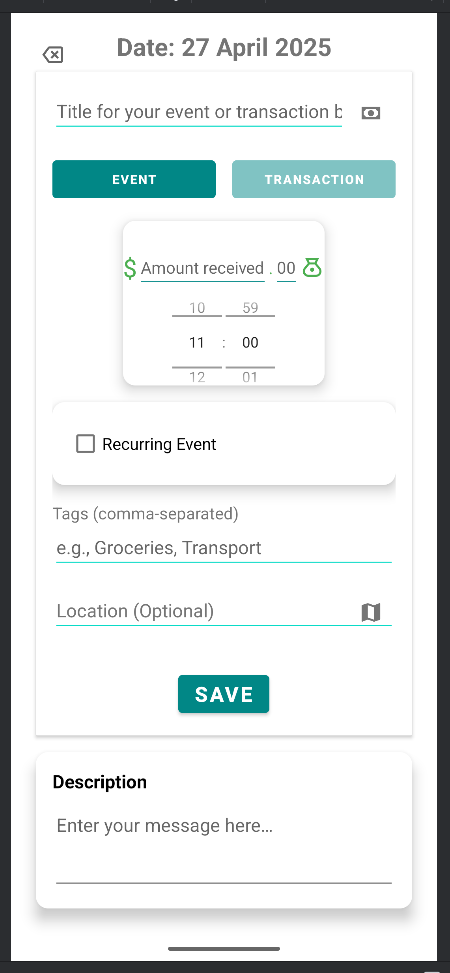 Date: 27 April 2025
Title for your event or transaction b
EVENT
TRANSACTION
$ Amount received . 00
10 59
11 : 00
12 01
Recurring Event
Tags (comma-separated)
e.g., Groceries, Transport
Location (Optional)
SAVE
Description
Enter your message here...